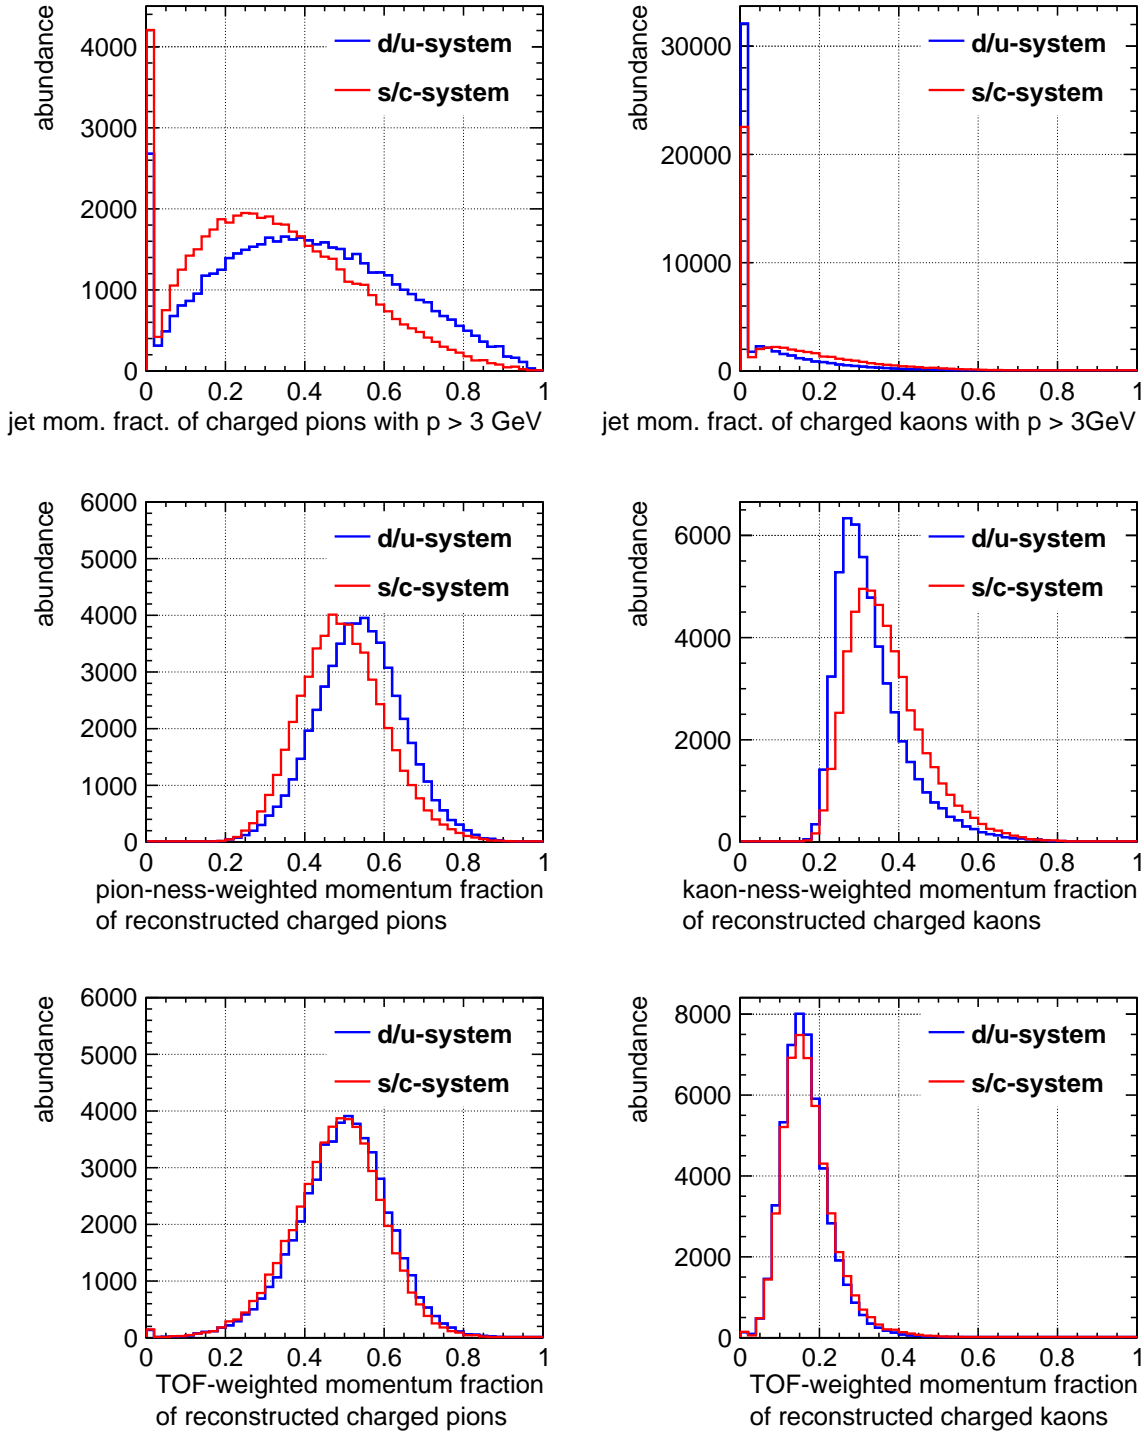 abundance
4000
3000
2000
1000
0
d/u-system
s/c-system
0 0.2 0.4 0.6 0.8 1
jet mom. fract. of charged pions with p > 3 GeV
abundance
30000
20000
10000
0
d/u-system
s/c-system
0 0.2 0.4 0.6 0.8 1
jet mom. fract. of charged kaons with p > 3GeV
abundance
6000
5000
4000
3000
2000
1000
0
d/u-system
s/c-system
0 0.2 0.4 0.6 0.8 1
pion-ness-weighted momentum fraction
of reconstructed charged pions
abundance
6000
4000
2000
0
d/u-system
s/c-system
0 0.2 0.4 0.6 0.8 1
kaon-ness-weighted momentum fraction
of reconstructed charged kaons
abundance
6000
5000
4000
3000
2000
1000
0
d/u-system
s/c-system
0 0.2 0.4 0.6 0.8 1
TOF-weighted momentum fraction
of reconstructed charged pions
abundance
8000
6000
4000
2000
0
d/u-system
s/c-system
0 0.2 0.4 0.6 0.8 1
TOF-weighted momentum fraction
of reconstructed charged kaons